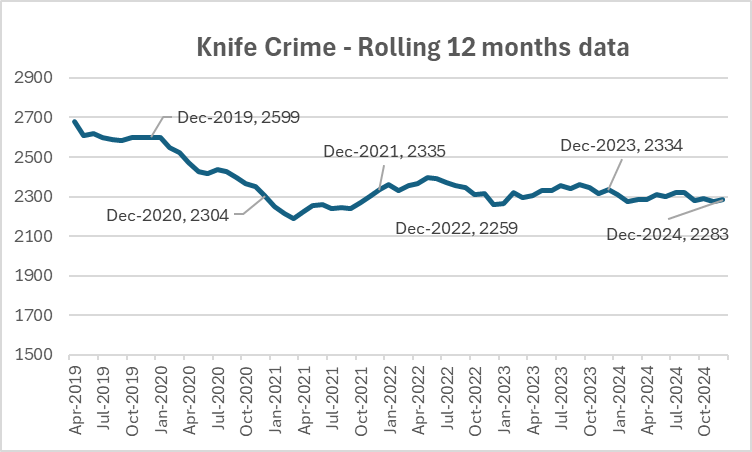 Knife Crime - Rolling 12 months data
2900
2700
2500
2300
2100
1900
1700
1500
Dec-2019, 2599
Dec-2020, 2304
Dec-2021, 2335
Dec-2022, 2259
Dec-2023, 2334
Dec-2024, 2283
Apr-2019
Jul-2019
Oct-2019
Jan-2020
Apr-2020
Jul-2020
Oct-2020
Jan-2021
Apr-2021
Jul-2021
Oct-2021
Jan-2022
Apr-2022
Jul-2022
Oct-2022
Jan-2023
Apr-2023
Jul-2023
Oct-2023
Jan-2024
Apr-2024
Jul-2024
Oct-2024